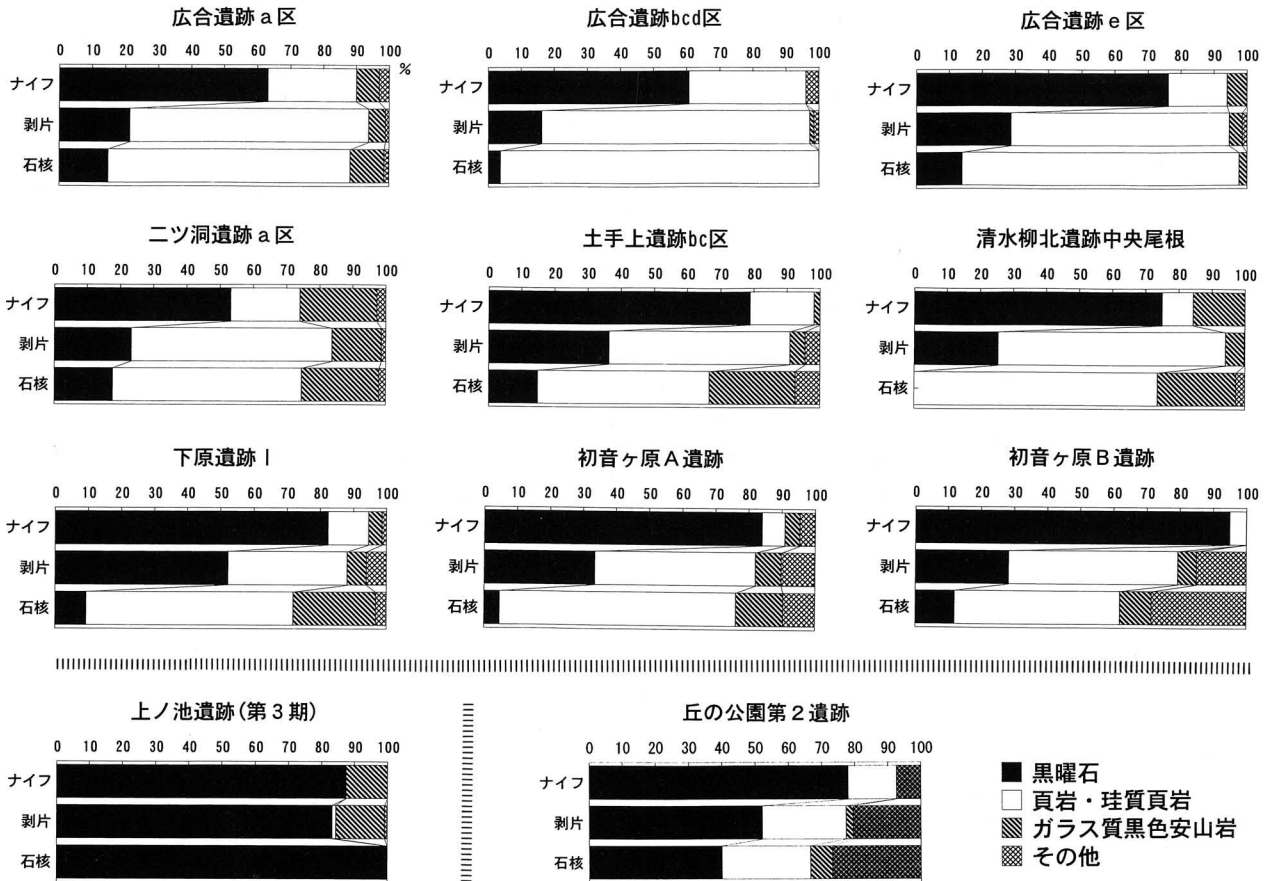 広合遺跡a区
0 10 20 30 40 50 60 70 80 90 100
%
ナイフ
剥片
石核
広合遺跡bcd区
0 10 20 30 40 50 60 70 80 90 100
ナイフ
剥片
石核
広合遺跡e区
0 10 20 30 40 50 60 70 80 90 100
ナイフ
剥片
石核
二ツ洞遺跡a区
0 10 20 30 40 50 60 70 80 90 100
ナイフ
剥片
石核
土手上遺跡bc区
0 10 20 30 40 50 60 70 80 90 100
ナイフ
剥片
石核
清水柳北遺跡中央尾根
0 10 20 30 40 50 60 70 80 90 100
ナイフ
剥片
石核
下原遺跡Ⅰ
0 10 20 30 40 50 60 70 80 90 100
ナイフ
剥片
石核
初音ヶ原A遺跡
0 10 20 30 40 50 60 70 80 90 100
ナイフ
剥片
石核
初音ヶ原B遺跡
0 10 20 30 40 50 60 70 80 90 100
ナイフ
剥片
石核
上ノ池遺跡(第3期)
0 10 20 30 40 50 60 70 80 90 100
ナイフ
剥片
石核
丘の公園第2遺跡
0 10 20 30 40 50 60 70 80 90 100
ナイフ
剥片
石核
黒曜石
頁岩・珪質頁岩
ガラス質黒色安山岩
その他